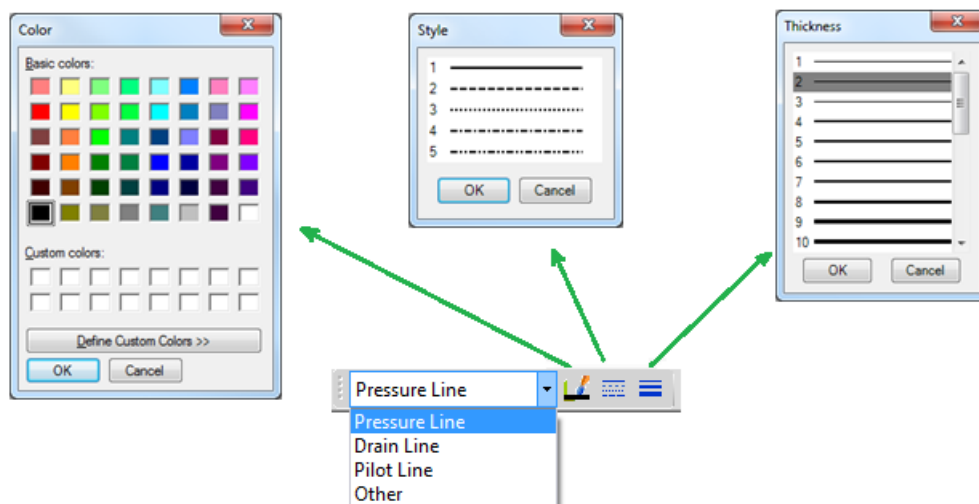 Color
Basic colors:
Custom colors:
Define Custom Colors >>
OK
Cancel
Style
1
2
3
4
5
OK
Cancel
Thickness
1
2
3
4
5
6
7
8
9
10
OK
Cancel
Pressure Line
Pressure Line
Drain Line
Pilot Line
Other